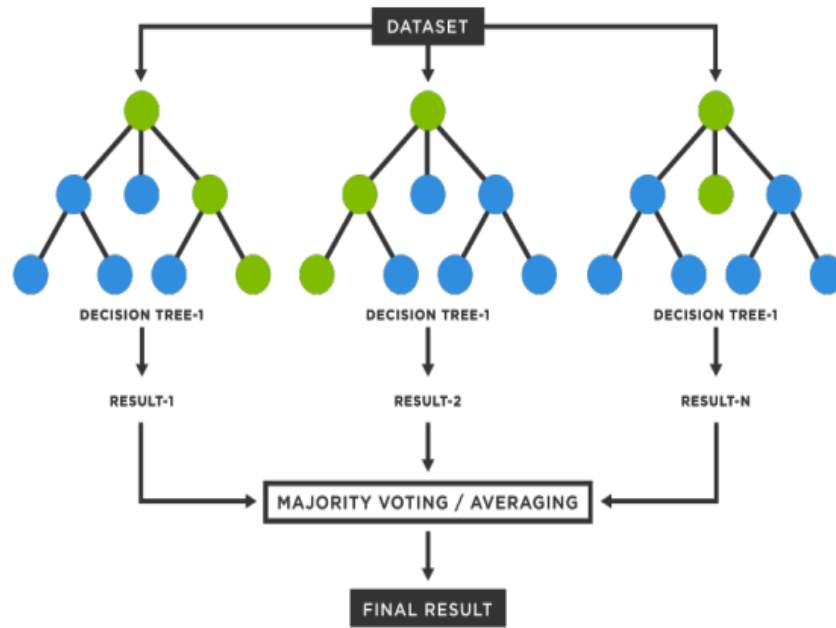 DATASET
DECISION TREE-1
DECISION TREE-1
DECISION TREE-1
RESULT-1
RESULT-2
RESULT-N
MAJORITY VOTING / AVERAGING
FINAL RESULT